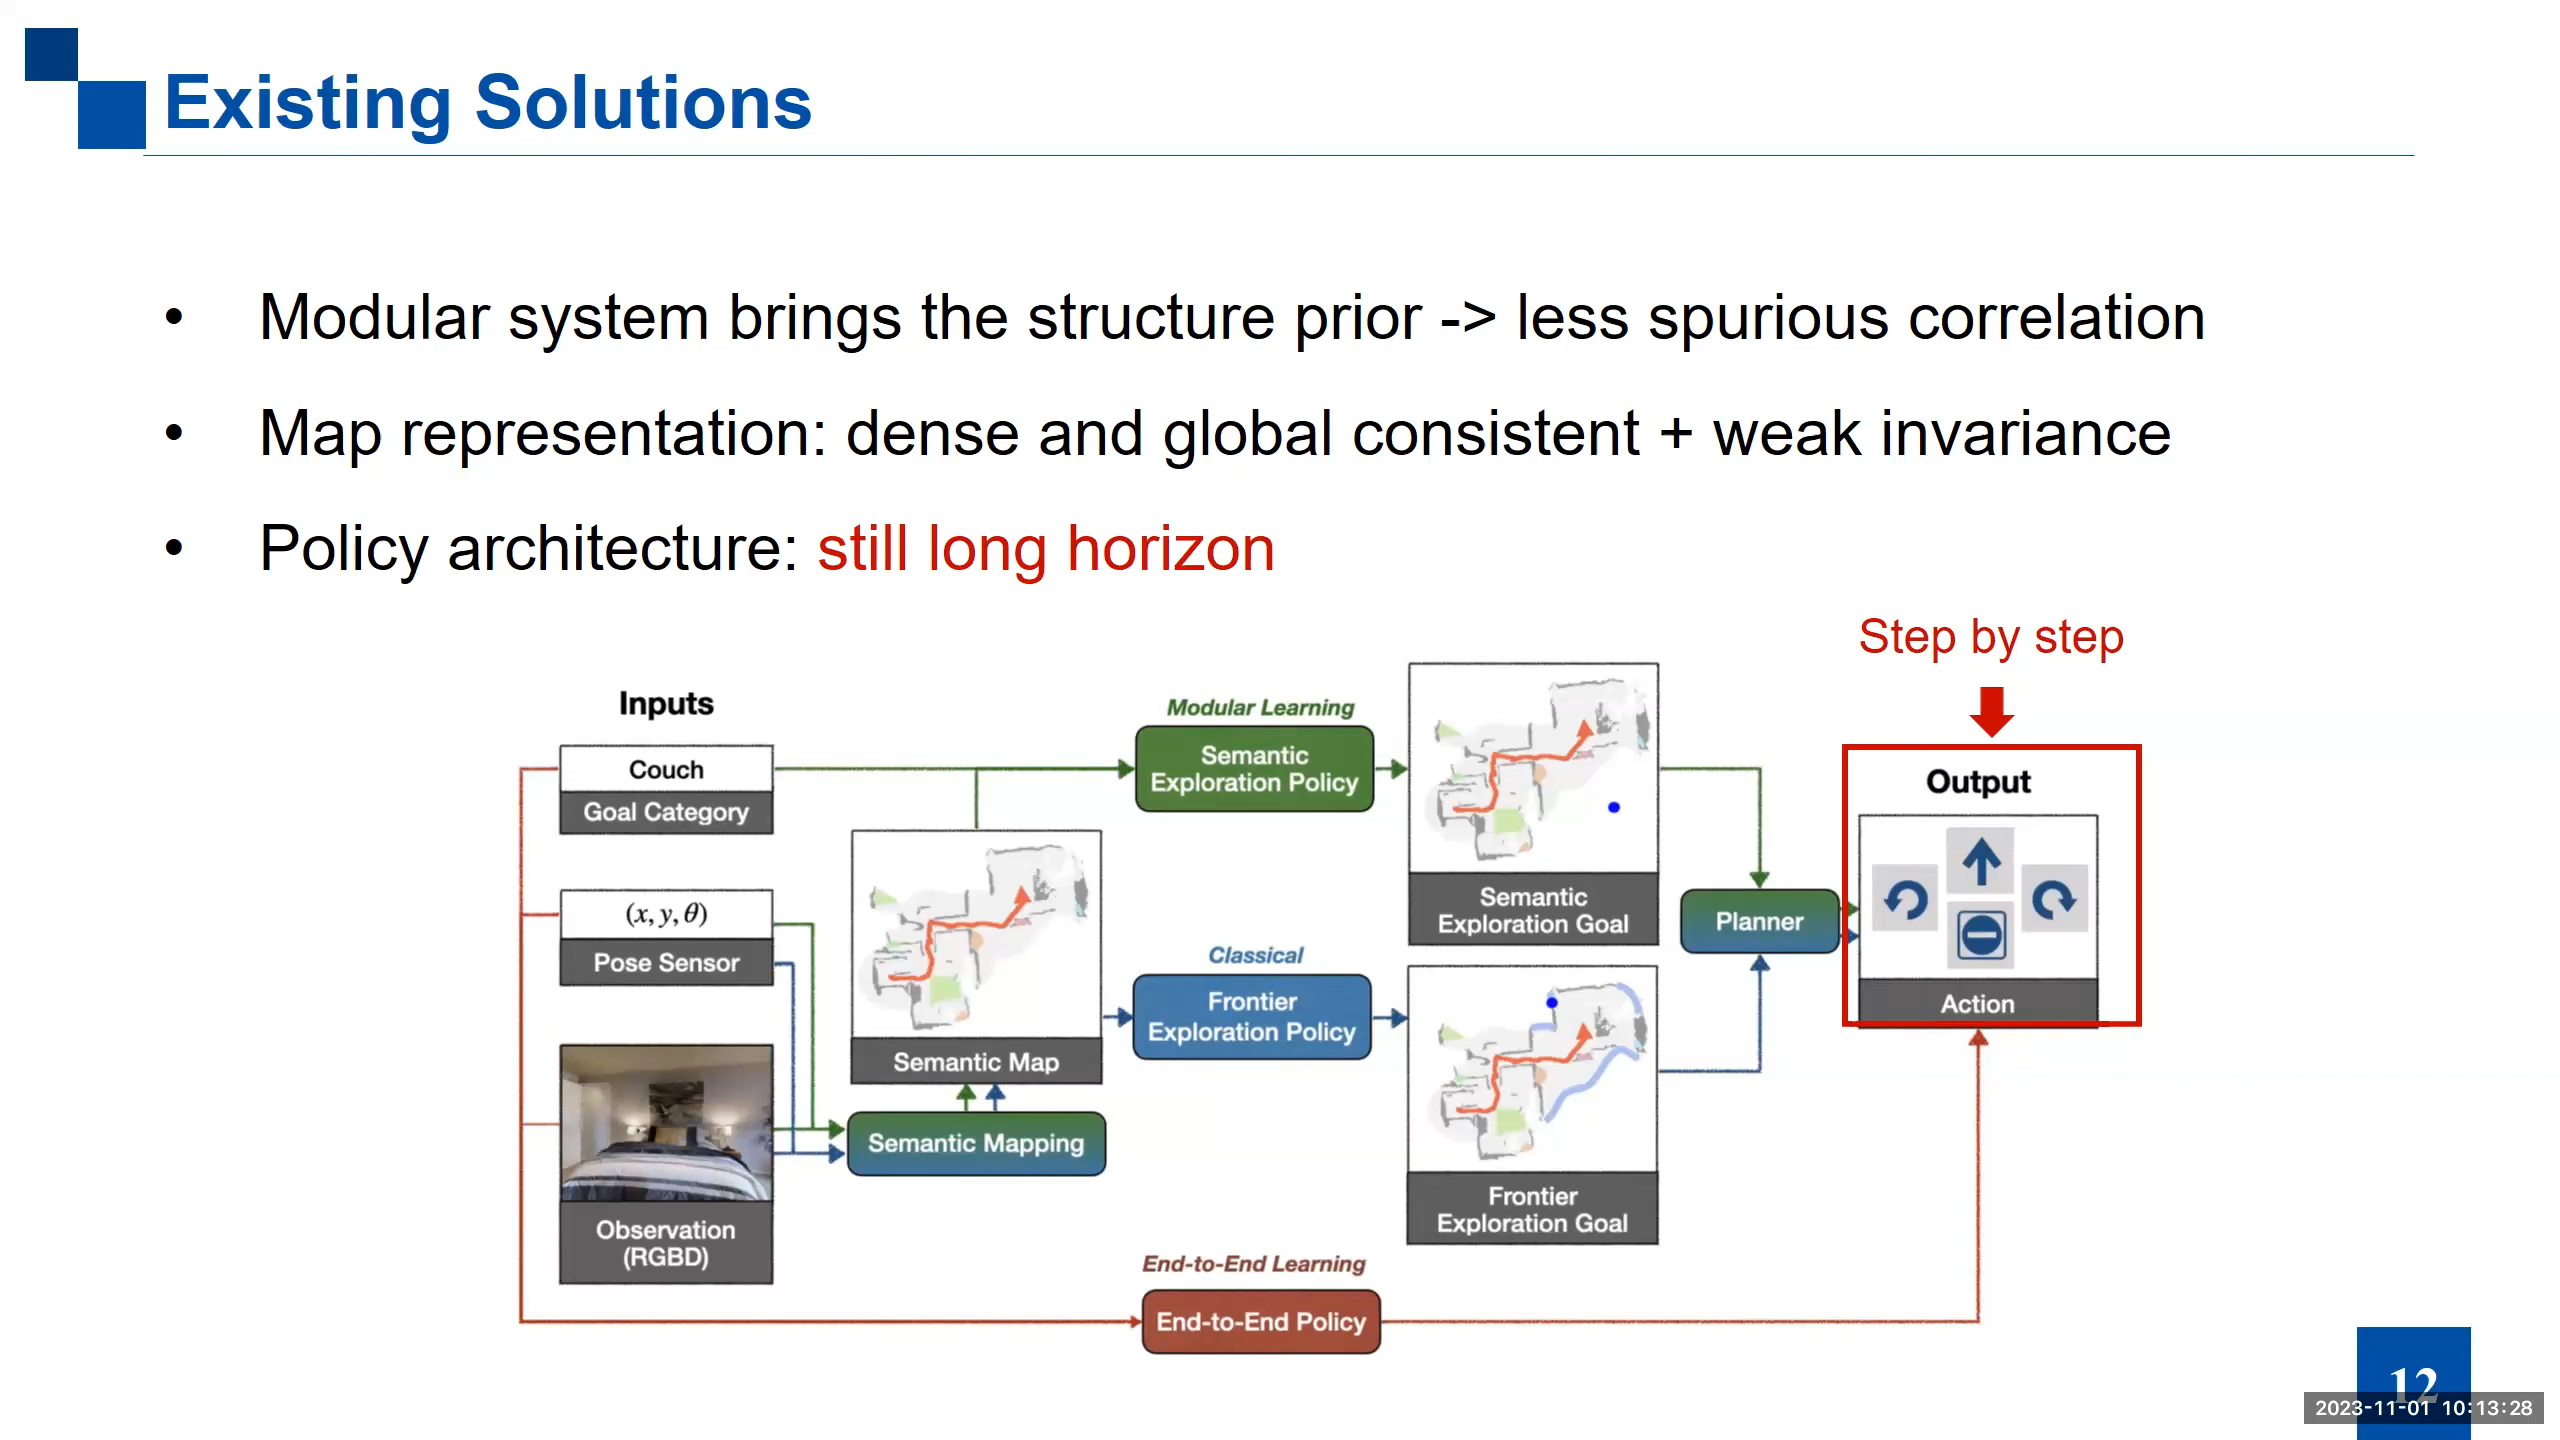 Existing Solutions
• Modular system brings the structure prior -> less spurious correlation
• Map representation: dense and global consistent + weak invariance
• Policy architecture: still long horizon
Step by step
Inputs
Couch
Goal Category
(x, y, θ)
Pose Sensor
Observation
(RGBD)
Semantic Map
Semantic Mapping
Modular Learning
Semantic
Exploration Policy
Classical
Frontier
Exploration Policy
End-to-End Learning
End-to-End Policy
Semantic
Exploration Goal
Frontier
Exploration Goal
Planner
Output
Action
12
2023-11-01 10:13:28